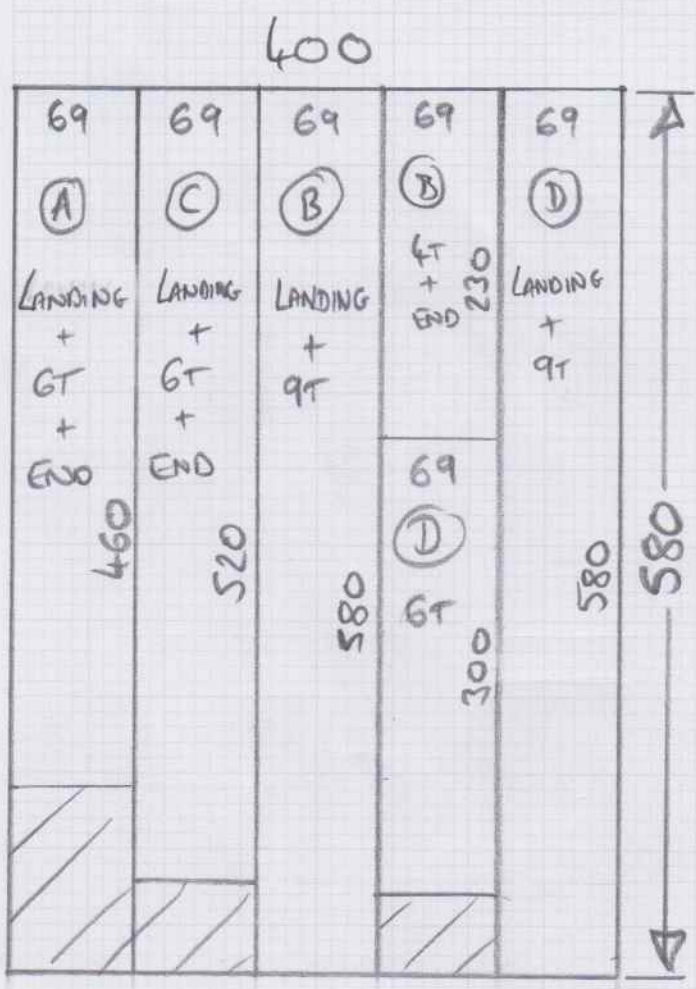 400
69
A
LANDING
+
6T
+
END
460
69
C
LANDING
+
6T
+
END
520
69
B
LANDING
+
9T
580
69
B
4T
+
END
230
69
D
6T
300
69
D
LANDING
+
9T
580
580